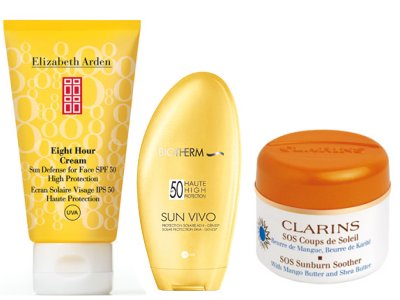 Elizabeth Arden
Eight Hour
Cream
Sun Defense for Face SPF 50
High Protection
Ecran Solaire Visage IPS 50
Haute Protection
UVA
BIOTHERM
50 HAUTE
HIGH
PROTECTION
SUN VIVO
CLARINS
SOS Coups de Soleil
Beurre de Mangue, Beurre de Karité
SOS Sunburn Soother
With Mango Butter and Shea Butter